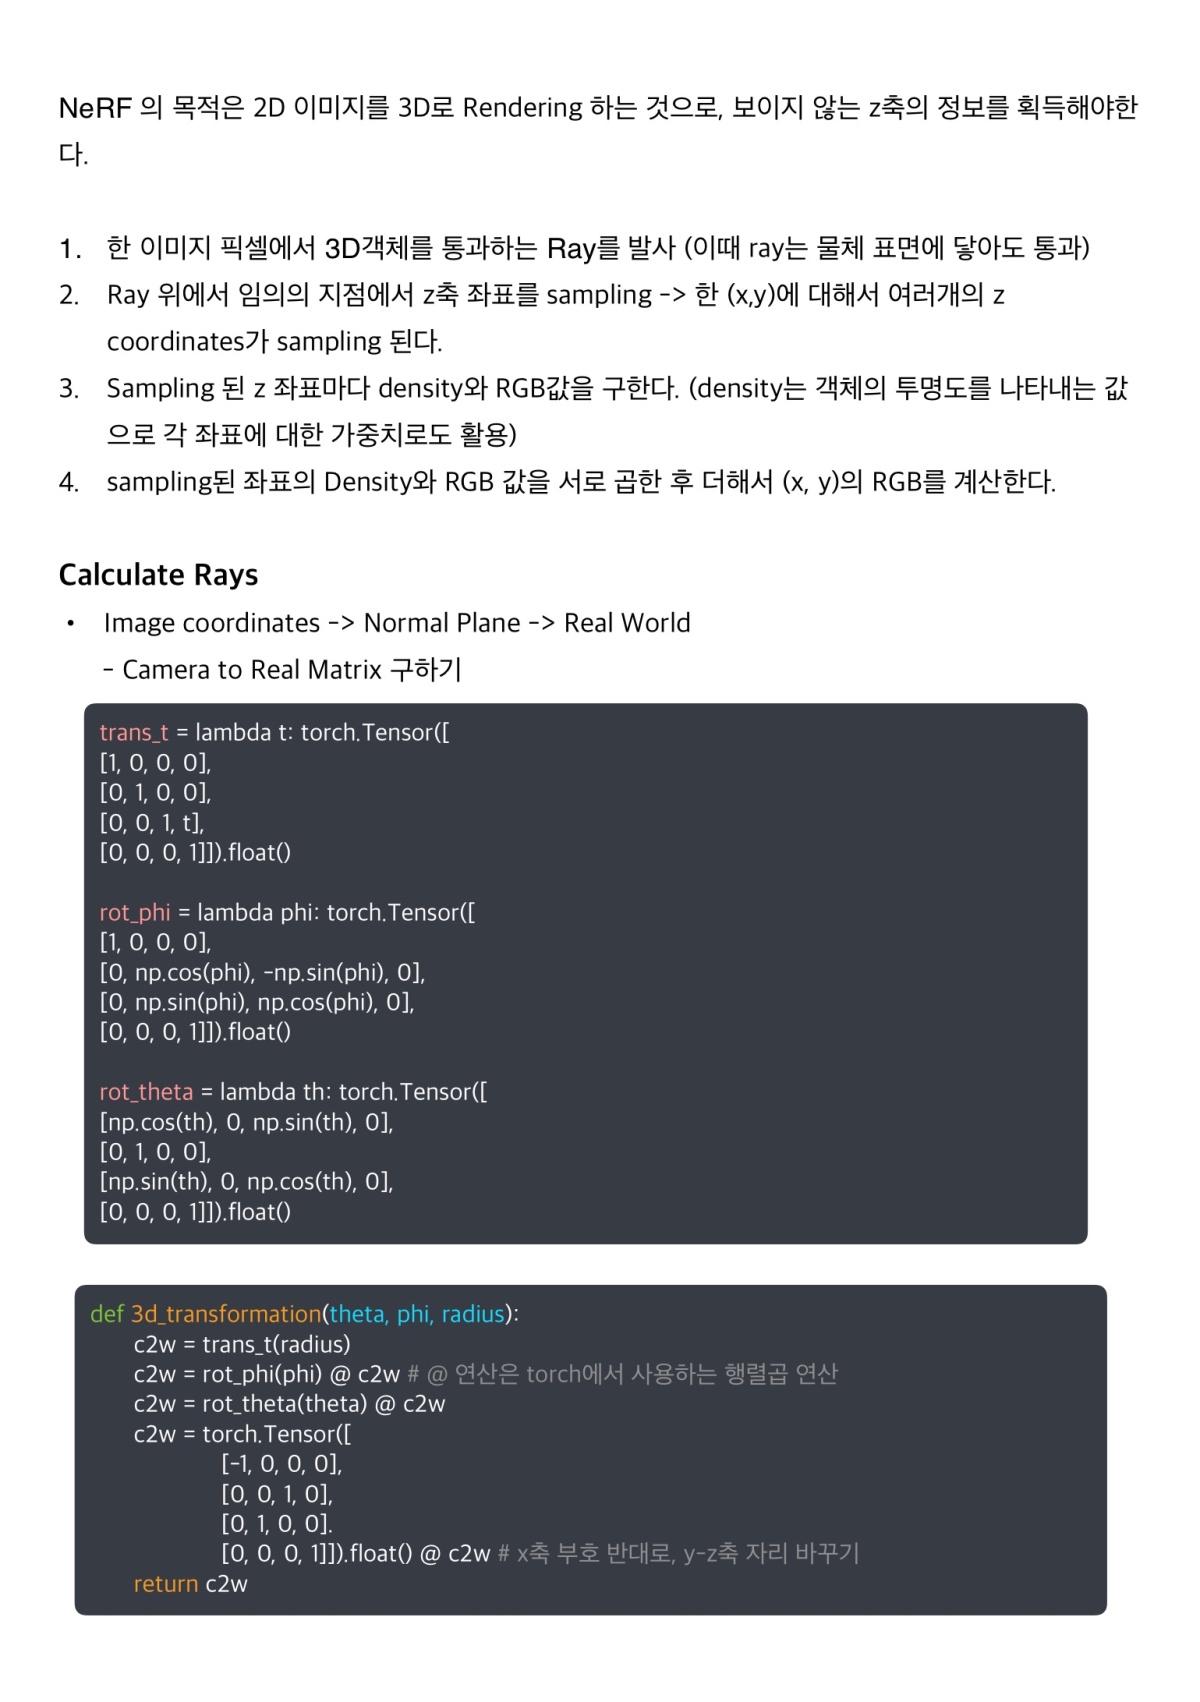 NeRF 의 목적은 2D 이미지를 3D로 Rendering 하는 것으로, 보이지 않는 z축의 정보를 획득해야한
다.
1. 한 이미지 픽셀에서 3D객체를 통과하는 Ray를 발사 (이때 ray는 물체 표면에 닿아도 통과)
2. Ray 위에서 임의의 지점에서 z축 좌표를 sampling -> 한 (x,y)에 대해서 여러개의 z
coordinates가 sampling 된다.
3. Sampling 된 z 좌표마다 density와 RGB값을 구한다. (density는 객체의 투명도를 나타내는 값
으로 각 좌표에 대한 가중치로도 활용)
4. sampling된 좌표의 Density와 RGB 값을 서로 곱한 후 더해서 (x, y)의 RGB를 계산한다.
Calculate Rays
• Image coordinates -> Normal Plane -> Real World
- Camera to Real Matrix 구하기
trans_t = lambda t: torch.Tensor([
[1, 0, 0, 0],
[0, 1, 0, 0],
[0, 0, 1, t],
[0, 0, 0, 1]]).float()
rot_phi = lambda phi: torch.Tensor([
[1, 0, 0, 0],
[0, np.cos(phi), -np.sin(phi), 0],
[0, np.sin(phi), np.cos(phi), 0],
[0, 0, 0, 1]]).float()
rot_theta = lambda th: torch.Tensor([
[np.cos(th), 0, np.sin(th), 0],
[0, 1, 0, 0],
[np.sin(th), 0, np.cos(th), 0],
[0, 0, 0, 1]]).float()
def 3d_transformation(theta, phi, radius):
c2w = trans_t(radius)
c2w = rot_phi(phi) @ c2w # @ 연산은 torch에서 사용하는 행렬곱 연산
c2w = rot_theta(theta) @ c2w
c2w = torch.Tensor([
[-1, 0, 0, 0],
[0, 0, 1, 0],
[0, 1, 0, 0].
[0, 0, 0, 1]]).float() @ c2w # x축 부호 반대로, y-z축 자리 바꾸기
return c2w